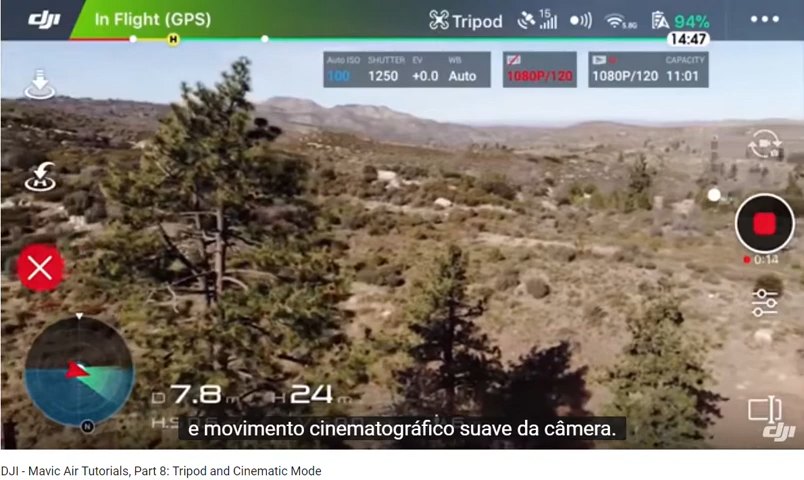 dji In Flight (GPS) Tripod 15 5.8G 94% •••
H 14:47
Auto ISO SHUTTER EV WB CAPACITY
100 1250 +0.0 Auto 1080P/120 1080P/120 11:01
H
0:14
D 7.8 m H 24 m
N H.S
e movimento cinematográfico suave da câmera.
dji
DJI - Mavic Air Tutorials, Part 8: Tripod and Cinematic Mode